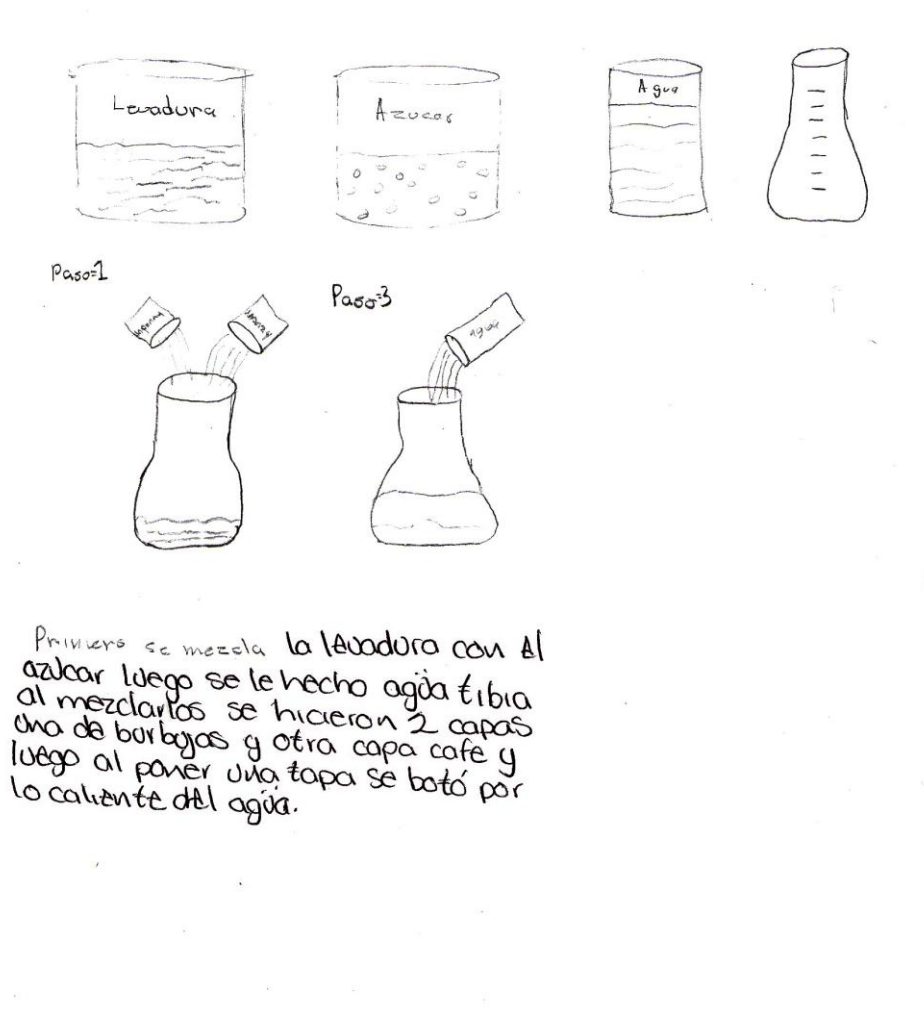 Levadura
Azucar
Agua
Paso=1
Paso=3
Agua
Primero se mezcla la levadura con el
azucar luego se le hecho agüa tibia
al mezclarlos se hicieron 2 capas
una de burbujas y otra capa cafe y
luego al poner una tapa se botó por
lo caliente del agüa.